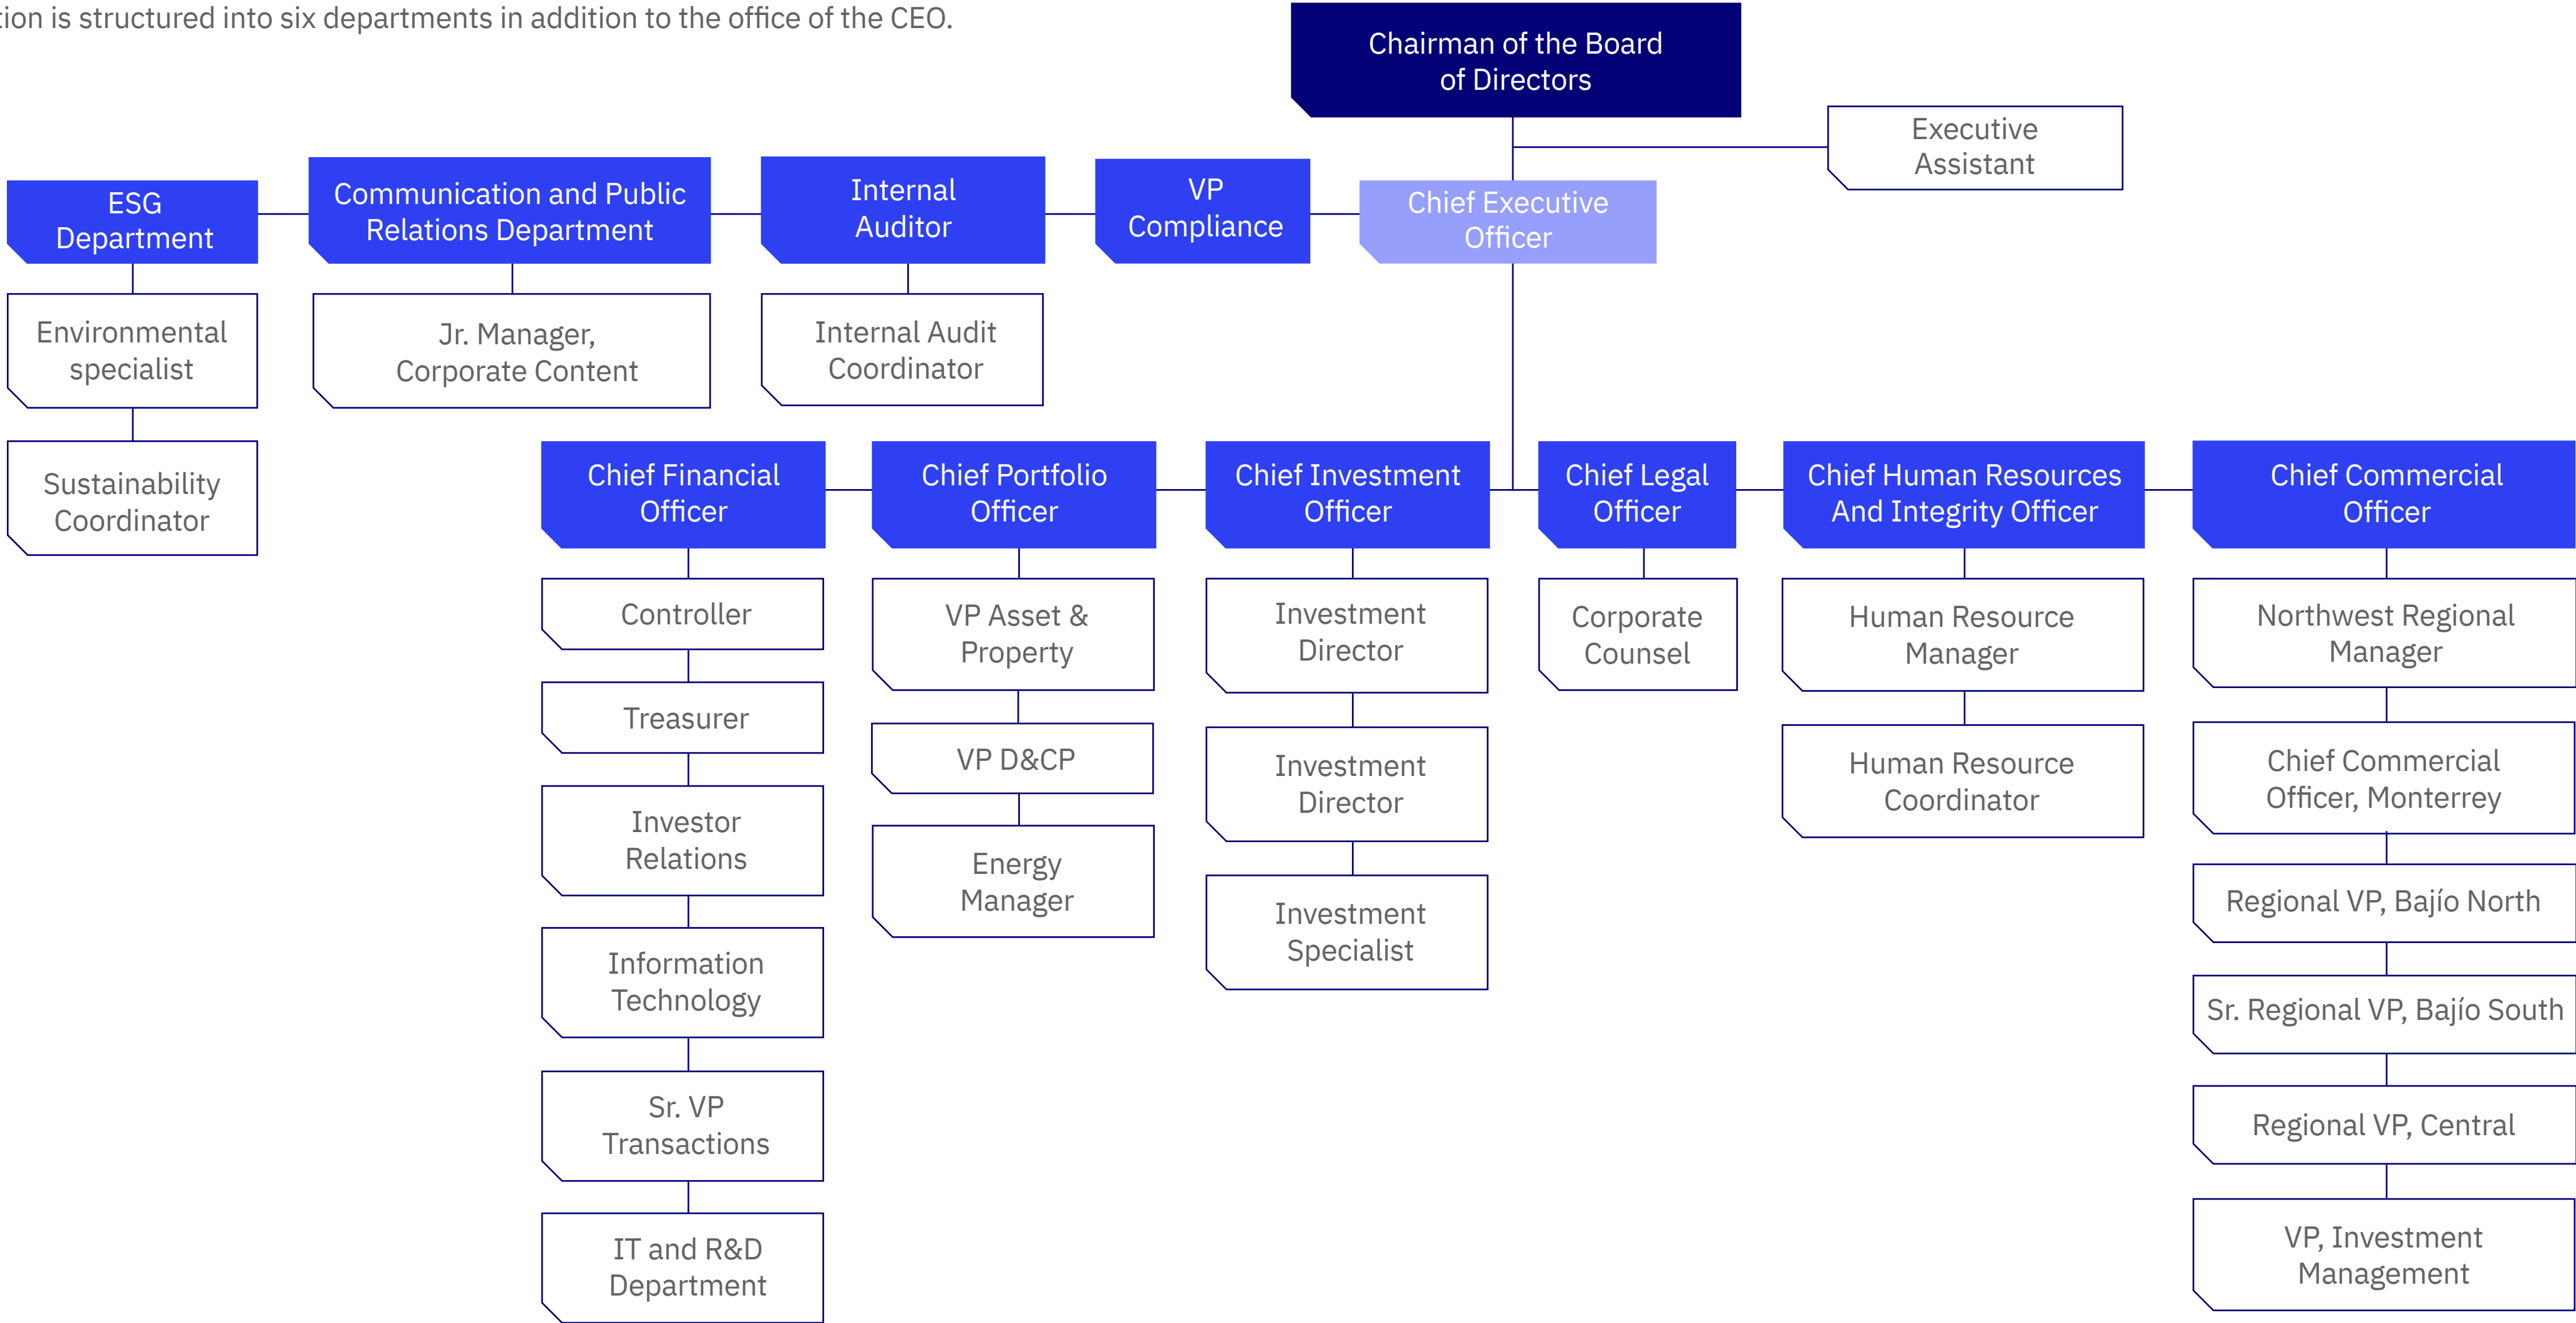 tion is structured into six departments in addition to the office of the CEO.
Chairman of the Board
of Directors
Executive
Assistant
ESG
Department
Communication and Public
Relations Department
Internal
Auditor
VP
Compliance
Chief Executive
Officer
Environmental
specialist
Jr. Manager,
Corporate Content
Internal Audit
Coordinator
Sustainability
Coordinator
Chief Financial
Officer
Chief Portfolio
Officer
Chief Investment
Officer
Chief Legal
Officer
Chief Human Resources
And Integrity Officer
Chief Commercial
Officer
Controller
Treasurer
Investor
Relations
Information
Technology
Sr. VP
Transactions
IT and R&D
Department
VP Asset &
Property
VP D&CP
Energy
Manager
Investment
Director
Investment
Director
Investment
Specialist
Corporate
Counsel
Human Resource
Manager
Human Resource
Coordinator
Northwest Regional
Manager
Chief Commercial
Officer, Monterrey
Regional VP, Bajío North
Sr. Regional VP, Bajío South
Regional VP, Central
VP, Investment
Management